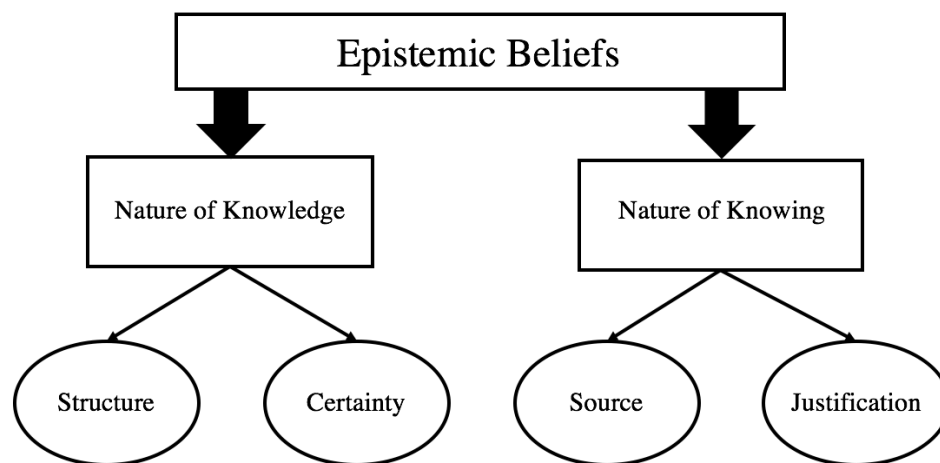 Epistemic Beliefs
Nature of Knowledge
Nature of Knowing
Structure
Certainty
Source
Justification